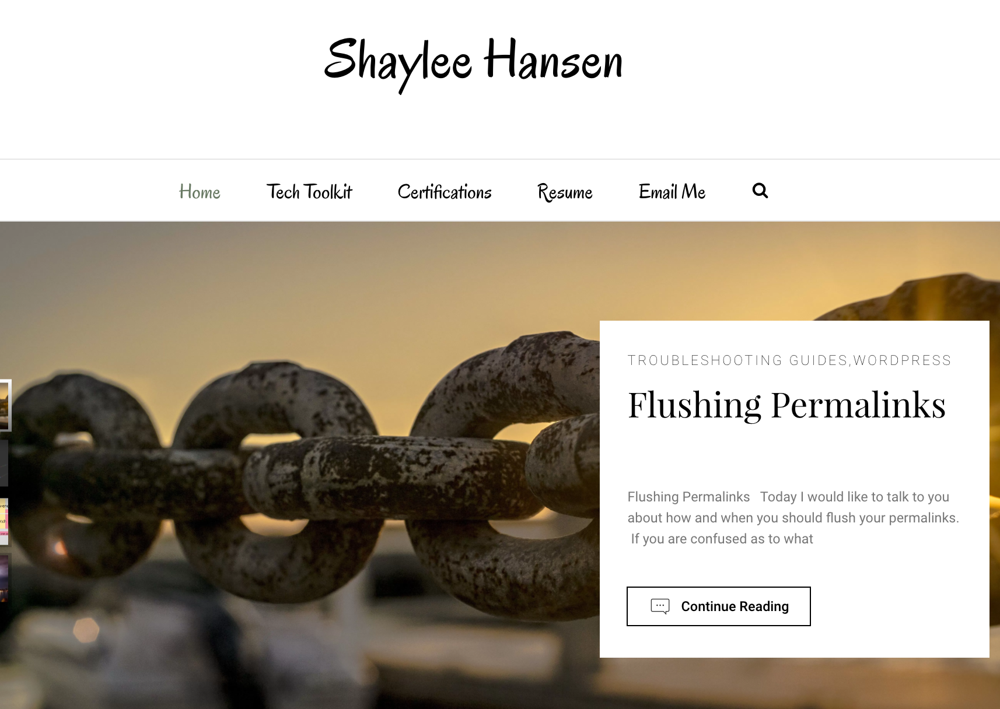 Shaylee Hansen
Home Tech Toolkit Certifications Resume Email Me
TROUBLESHOOTING GUIDES,WORDPRESS
Flushing Permalinks
Flushing Permalinks   Today I would like to talk to you
about how and when you should flush your permalinks.
If you are confused as to what
Continue Reading